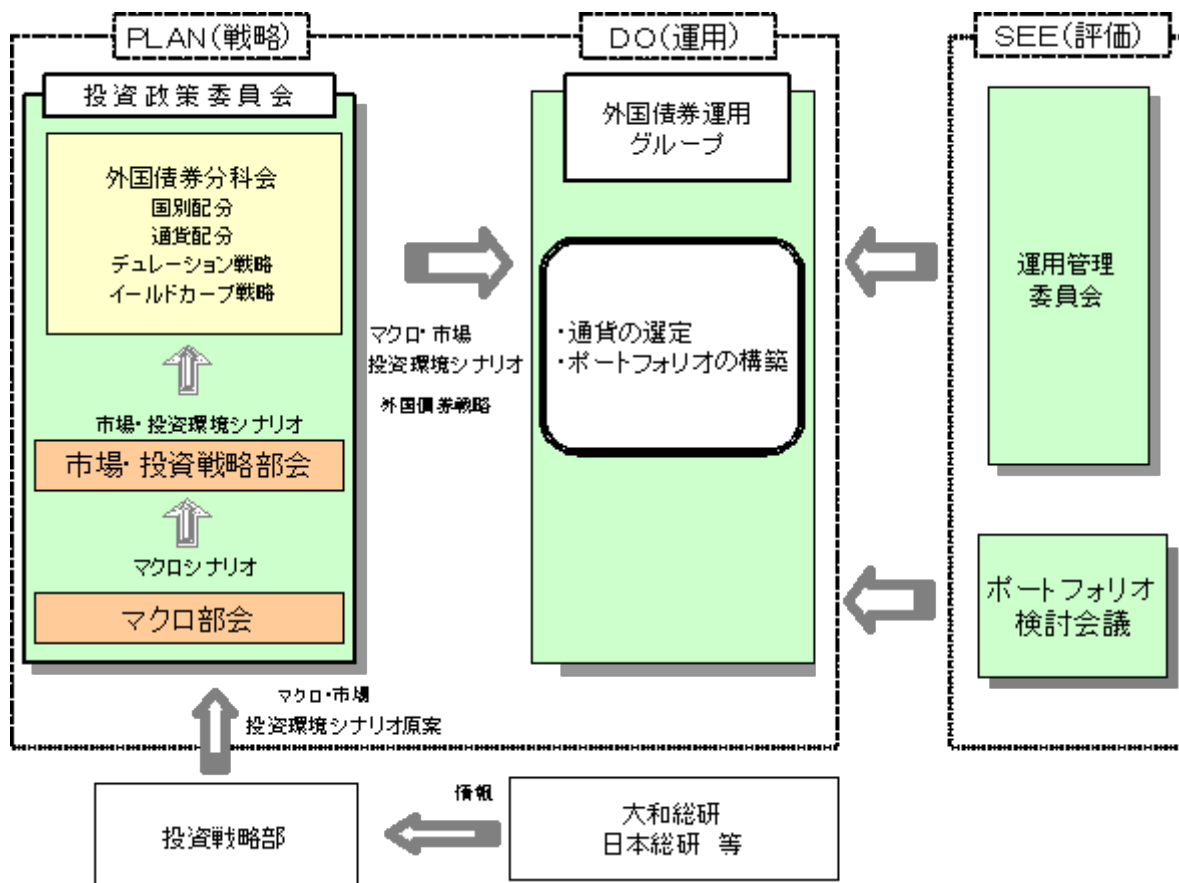 PLAN(戦略)
投資政策委員会
外国債券分科会
国別配分
通貨配分
デュレーション戦略
イールドカーブ戦略
市場・投資環境シナリオ
市場・投資戦略部会
マクロシナリオ
マクロ部会
マクロ・市場
投資環境シナリオ
外国債券戦略
DO(運用)
外国債券運用
グループ
・通貨の選定
・ポートフォリオの構築
SEE(評価)
運用管理
委員会
ポートフォリオ
検討会議
マクロ・市場
投資環境シナリオ原案
投資戦略部
情報
大和総研
日本総研 等